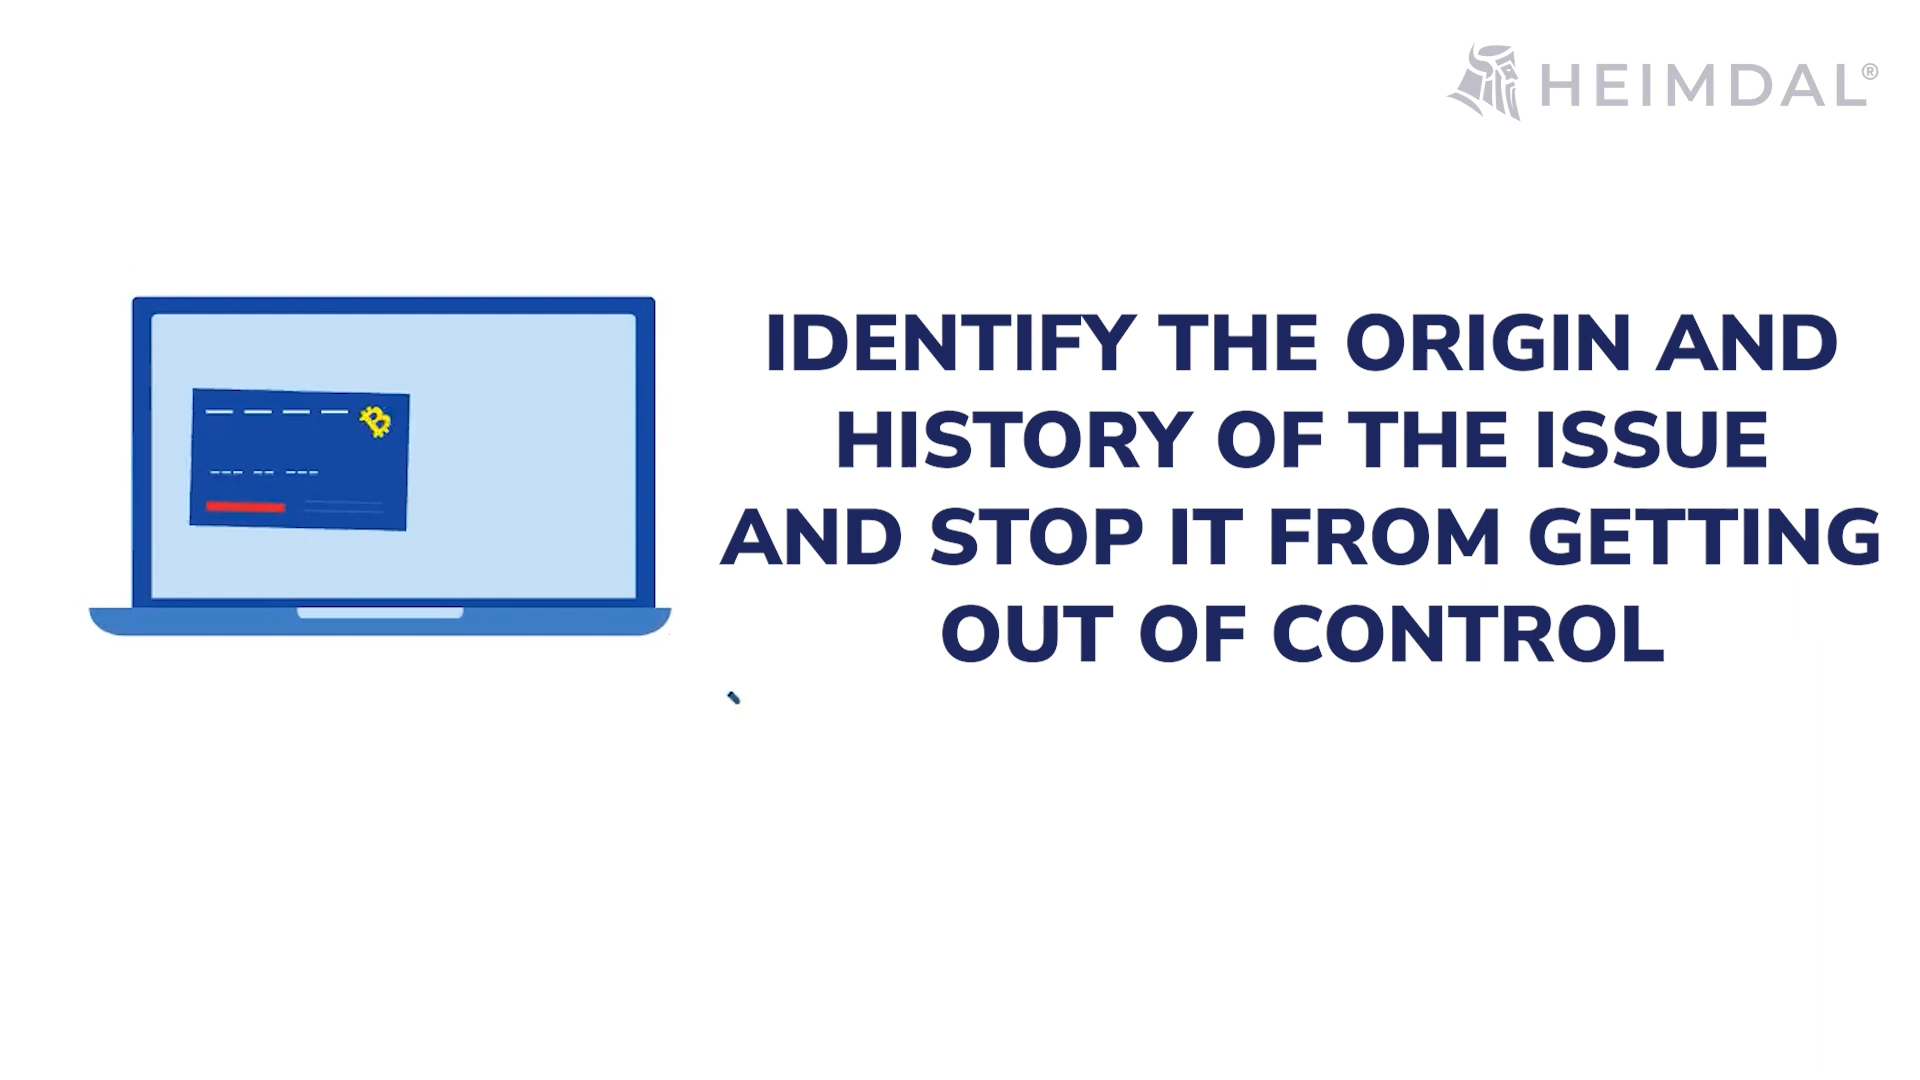 HEIMDAL®
IDENTIFY THE ORIGIN AND
HISTORY OF THE ISSUE
AND STOP IT FROM GETTING
OUT OF CONTROL